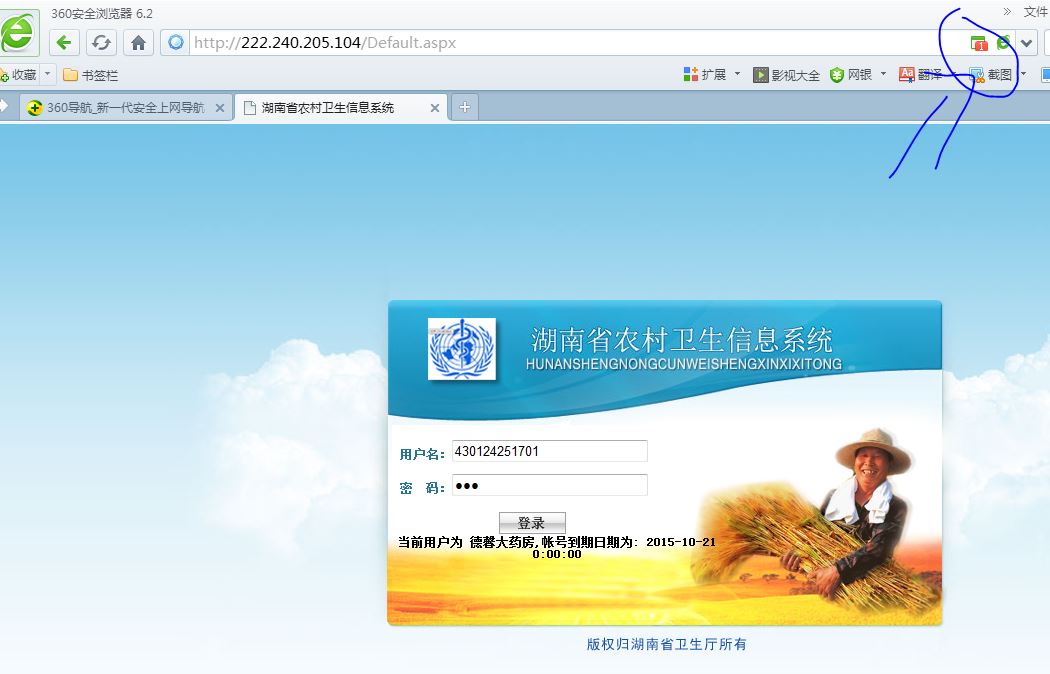 360安全浏览器 6.2
» 文件
http://222.240.205.104/Default.aspx
1
收藏 书签栏 扩展 影视大全 网银 翻译 截图
360导航_新一代安全上网导航 湖南省农村卫生信息系统
湖南省农村卫生信息系统
HUNANSHENGNONGCUNWEISHENGXINXIXITONG
用户名: 430124251701
密 码: ●●●
登录
当前用户为 德馨大药房,帐号到期日期为: 2015-10-21
0:00:00
版权归湖南省卫生厅所有